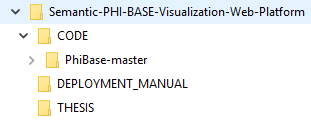 Semantic-PHI-BASE-Visualization-Web-Platform
CODE
PhiBase-master
DEPLOYMENT_MANUAL
THESIS